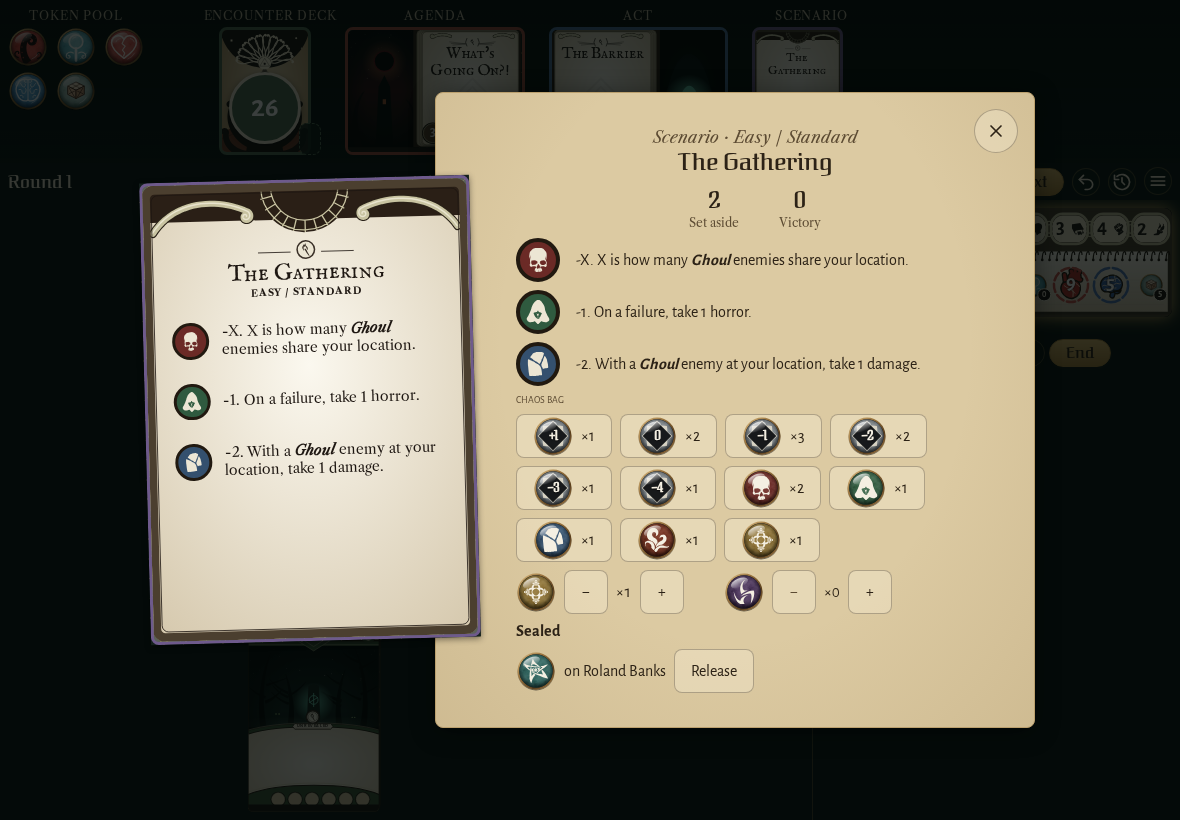 TOKEN POOL
ENCOUNTER DECK
AGENDA
ACT
SCENARIO
26
What's
Going On?!
The Barrier
The
Gathering
Round 1
Scenario · Easy / Standard
The Gathering
2
0
Set aside
Victory
-X. X is how many Ghoul enemies share your location.
-1. On a failure, take 1 horror.
-2. With a Ghoul enemy at your location, take 1 damage.
CHAOS BAG
+1 ×1
0 ×2
-1 ×3
-2 ×2
-3 ×1
-4 ×1
×2
×1
×1
×1
×1
− ×1 +
− ×0 +
Sealed
on Roland Banks
Release
The Gathering
EASY / STANDARD
-X. X is how many Ghoul
enemies share your location.
-1. On a failure, take 1 horror.
-2. With a Ghoul enemy at your
location, take 1 damage.
3
4
2
9
5
End